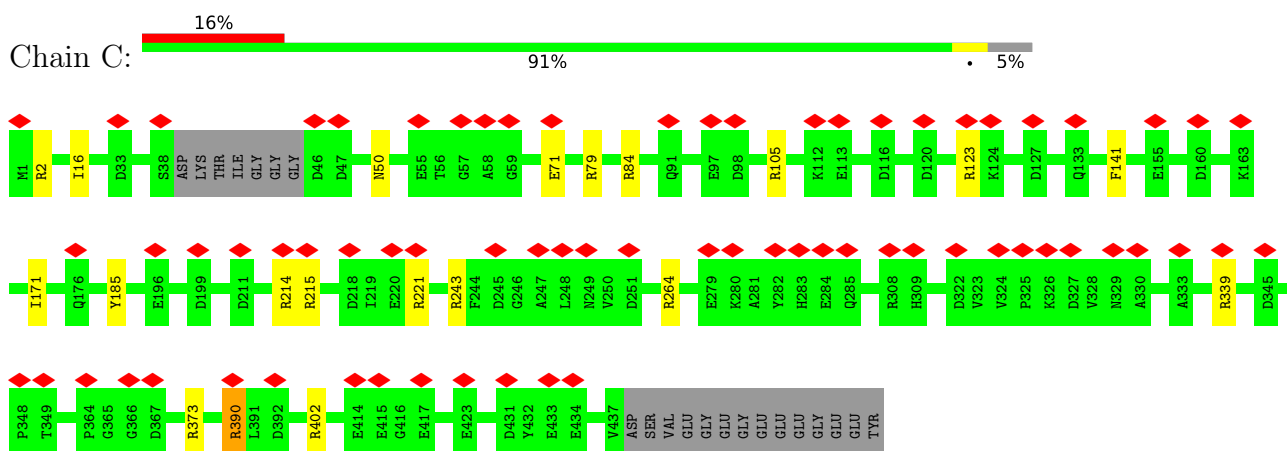 16%
Chain C:
91% • 5%
M1 R2 I16 D33 S38 ASP LYS THR ILE GLY GLY GLY D46 D47 N50 E55 T56 G57 A58 G59 E71 R79 R84 Q91 E97 D98 R105 K112 E113 D116 D120 R123 K124 D127 Q133 F141 E155 D160 K163
I171 Q176 Y185 E196 D199 D211 R214 R215 D218 I219 E220 R221 R243 F244 D245 G246 A247 L248 N249 V250 D251 R264 E279 K280 A281 Y282 H283 E284 Q285 R308 H309 D322 V323 V324 P325 K326 D327 V328 N329 A330 A333 R339 D345
P348 T349 P364 G365 G366 D367 R373 R390 L391 D392 R402 E414 E415 G416 E417 E423 D431 Y432 E433 E434 V437 ASP SER VAL GLU GLY GLU GLY GLU GLU GLU GLY GLU GLU TYR